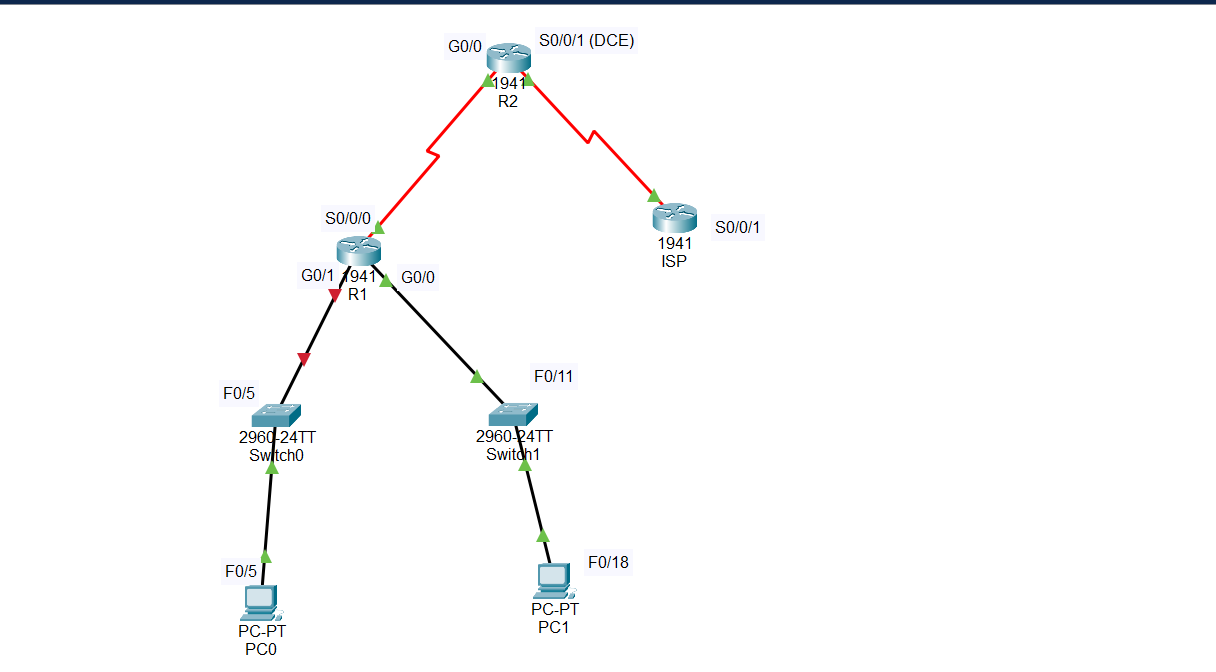 G0/0
S0/0/1 (DCE)
1941
R2
S0/0/0
S0/0/1
1941
ISP
G0/1
1941
G0/0
R1
F0/5
F0/11
2960-24TT
Switch0
2960-24TT
Switch1
F0/5
F0/18
PC-PT
PC1
PC-PT
PC0